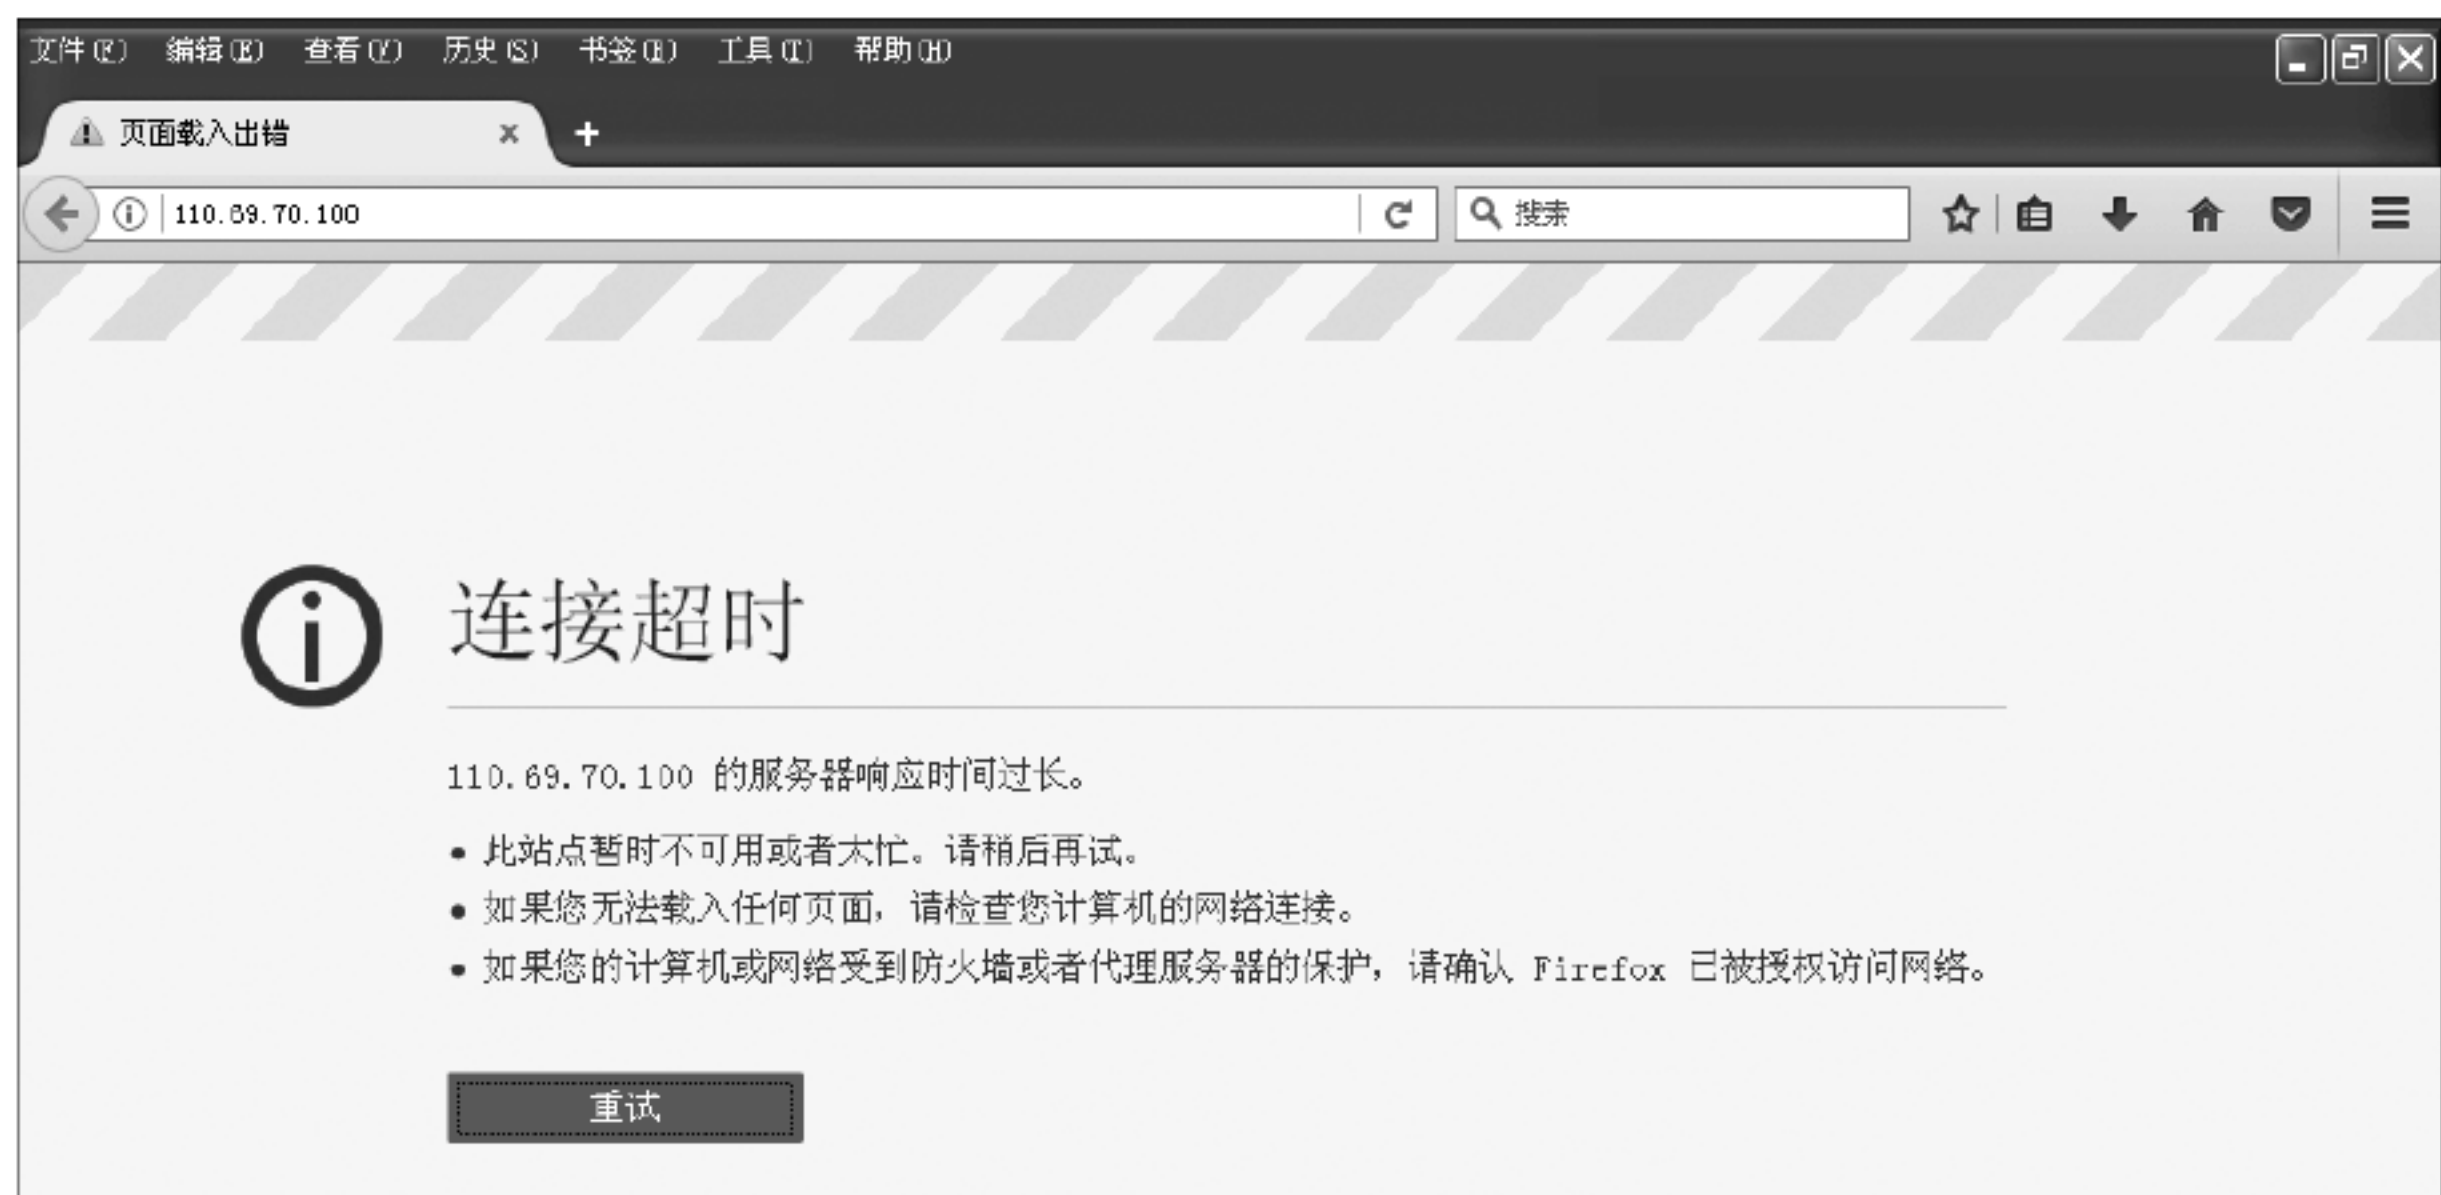 文件(F) 编辑(E) 查看(V) 历史(S) 书签(B) 工具(T) 帮助(H)
页面载入出错
110.69.70.100
搜索
连接超时
110.69.70.100 的服务器响应时间过长。
• 此站点暂时不可用或者太忙。请稍后再试。
• 如果您无法载入任何页面，请检查您计算机的网络连接。
• 如果您的计算机或网络受到防火墙或者代理服务器的保护，请确认 Firefox 已被授权访问网络。
重试